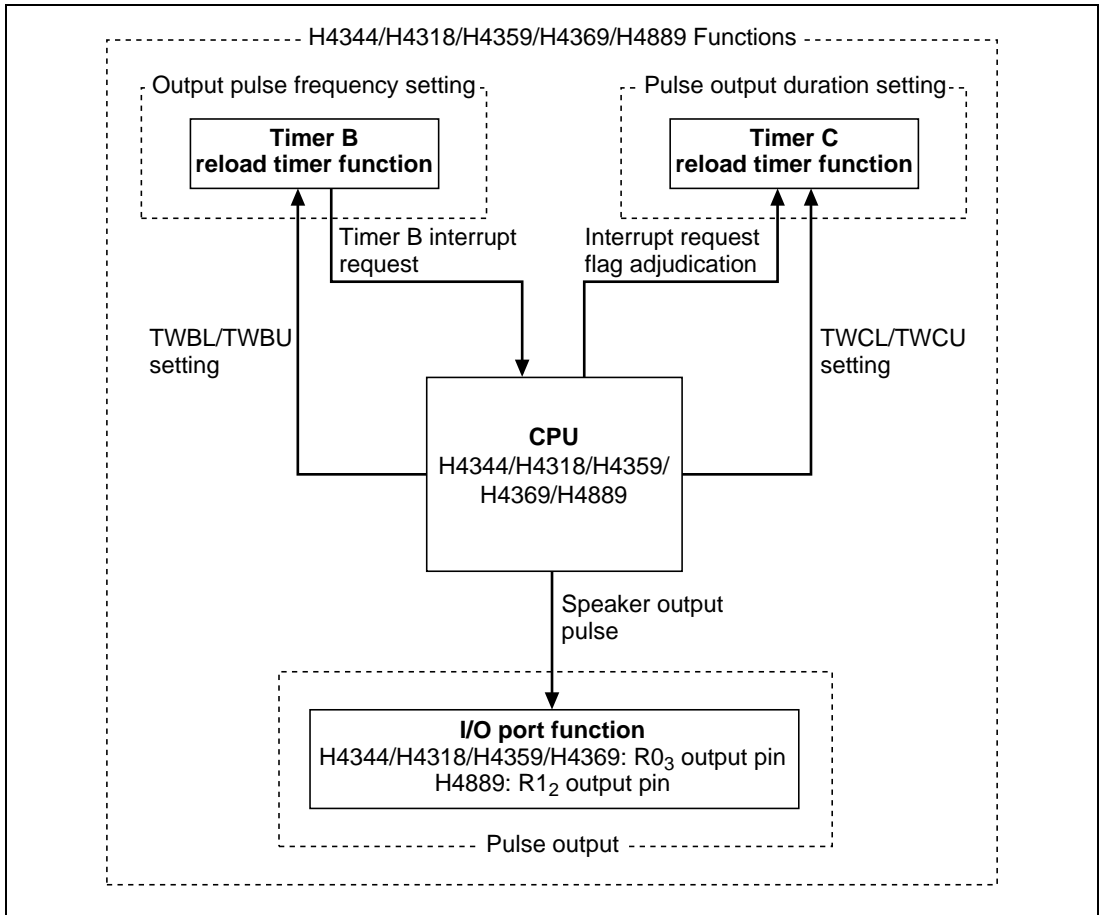 H4344/H4318/H4359/H4369/H4889 Functions
Output pulse frequency setting
Timer B
reload timer function
Pulse output duration setting
Timer C
reload timer function
Timer B interrupt
request
Interrupt request
flag adjudication
TWBL/TWBU
setting
TWCL/TWCU
setting
CPU
H4344/H4318/H4359/
H4369/H4889
Speaker output
pulse
I/O port function
H4344/H4318/H4359/H4369: R0₃ output pin
H4889: R1₂ output pin
Pulse output